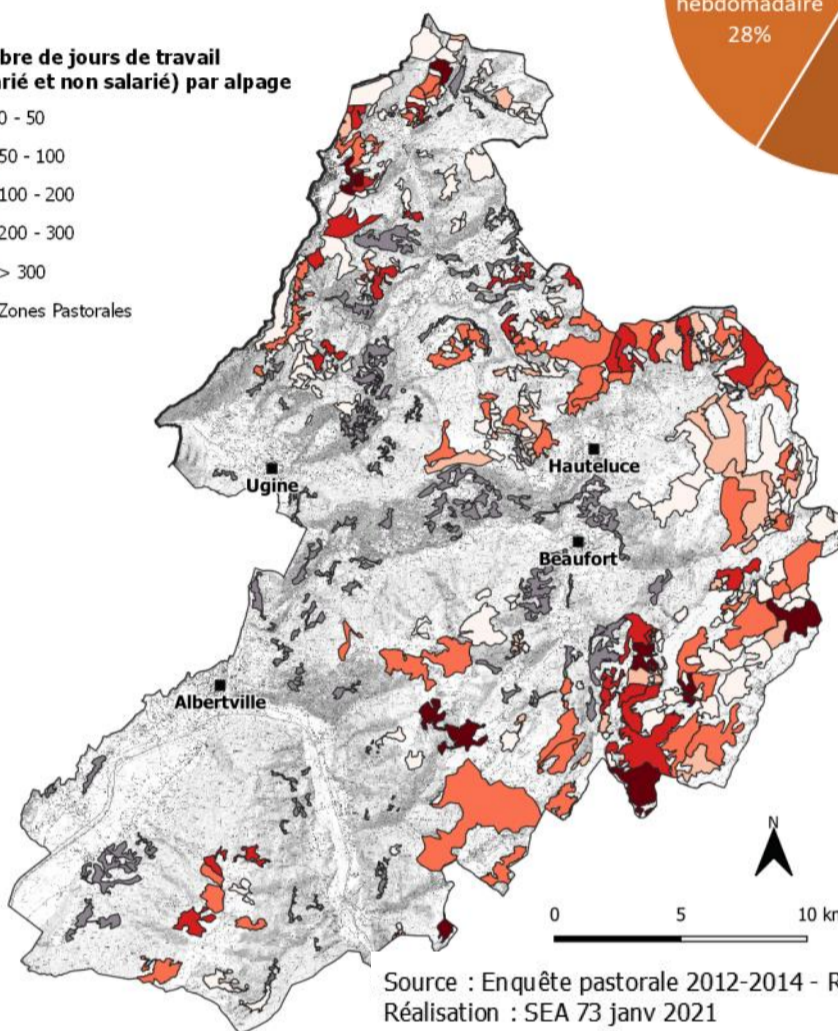 hebdomadaire
28%
bre de jours de travail
arié et non salarié) par alpage
0 - 50
50 - 100
100 - 200
200 - 300
> 300
Zones Pastorales
Hauteluce
Ugine
Beaufort
Albertville
N
0 5 10 km
Source : Enquête pastorale 2012-2014 - R
Réalisation : SEA 73 janv 2021